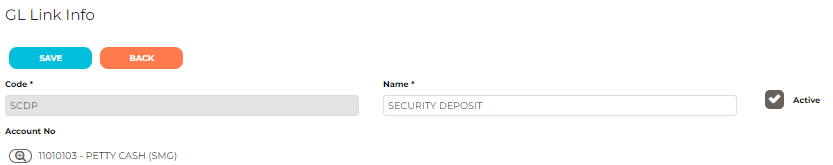 GL Link Info
SAVE BACK
Code * Name *
SCDP SECURITY DEPOSIT Active
Account No
11010103 - PETTY CASH (SMG)